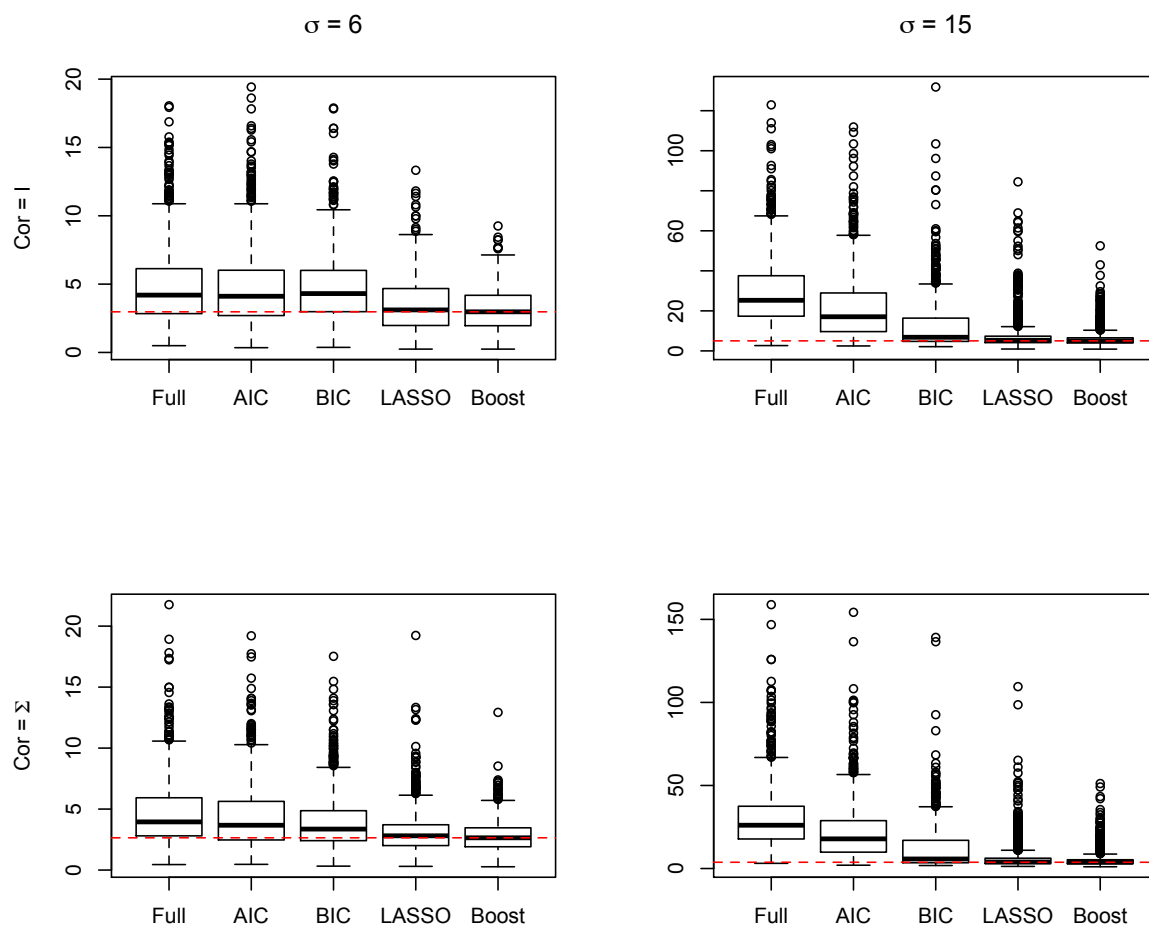 σ = 6
σ = 15
Cor = I
20
15
10
5
0
Full AIC BIC LASSO Boost
100
60
20
0
Full AIC BIC LASSO Boost
Cor = Σ
20
15
10
5
0
Full AIC BIC LASSO Boost
150
100
50
0
Full AIC BIC LASSO Boost